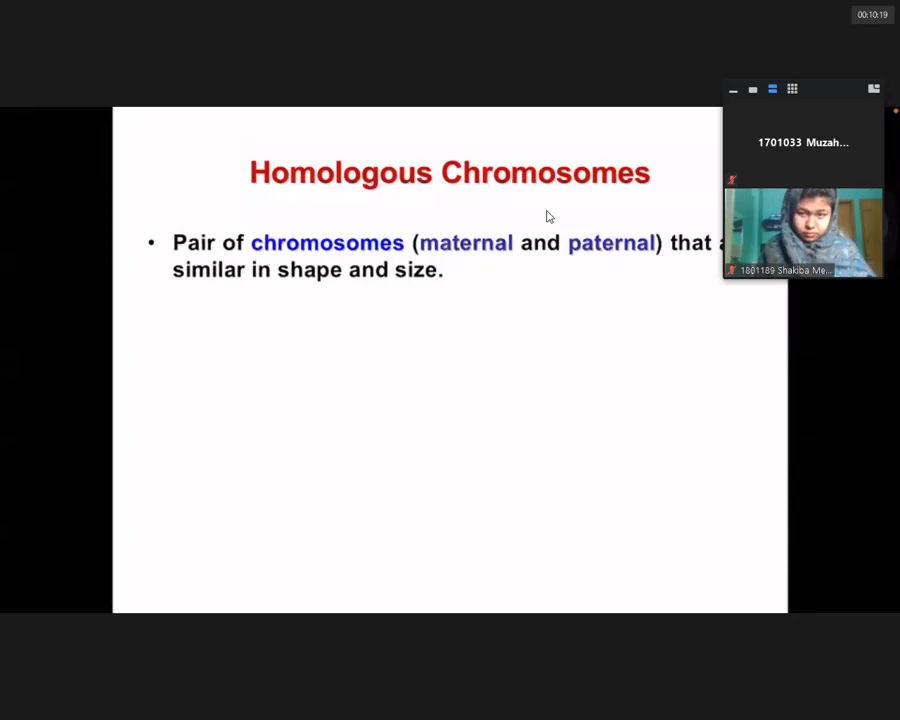 00:10:19
1701033 Muzah...
Homologous Chromosomes
• Pair of chromosomes (maternal and paternal) that
similar in shape and size.
1801189 Shakiba Me...